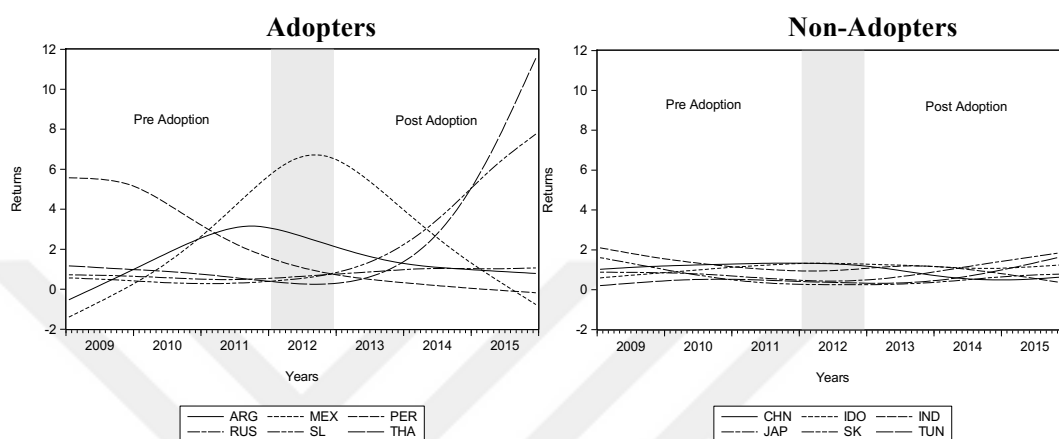 Adopters
12
10
8
6
4
2
0
-2
Returns
Pre Adoption
Post Adoption
2009 2010 2011 2012 2013 2014 2015
Years
ARG MEX PER
RUS SL THA
Non-Adopters
12
10
8
6
4
2
0
-2
Returns
Pre Adoption
Post Adoption
2009 2010 2011 2012 2013 2014 2015
Years
CHN IDO IND
JAP SK TUN